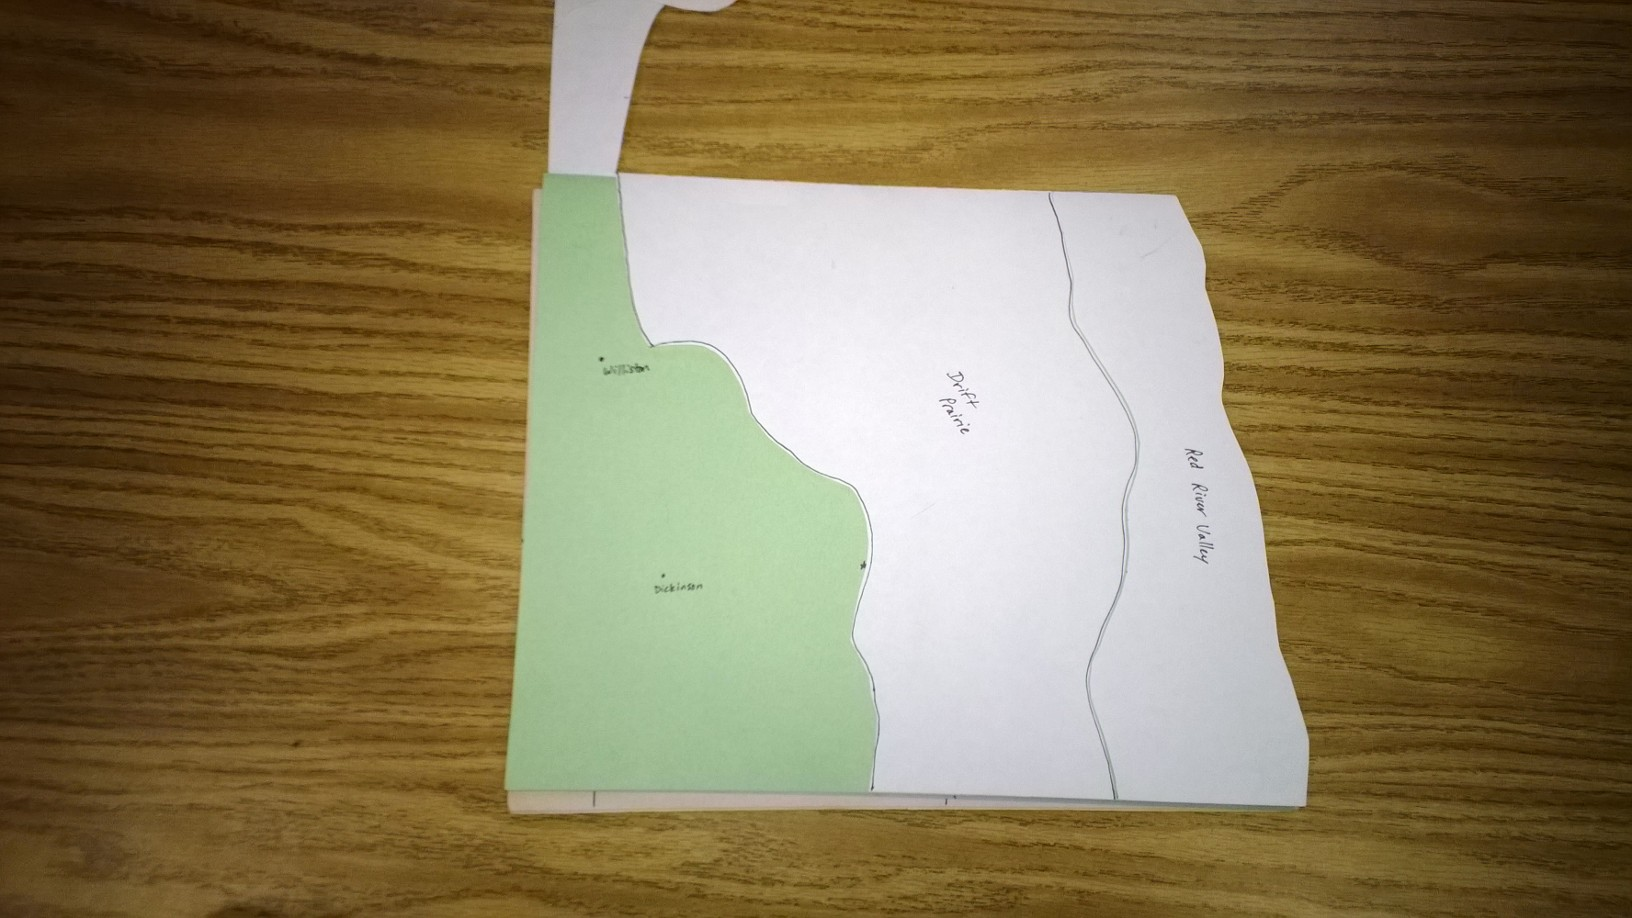 Williston
Dickinson
Drift
Prairie
Red River Valley